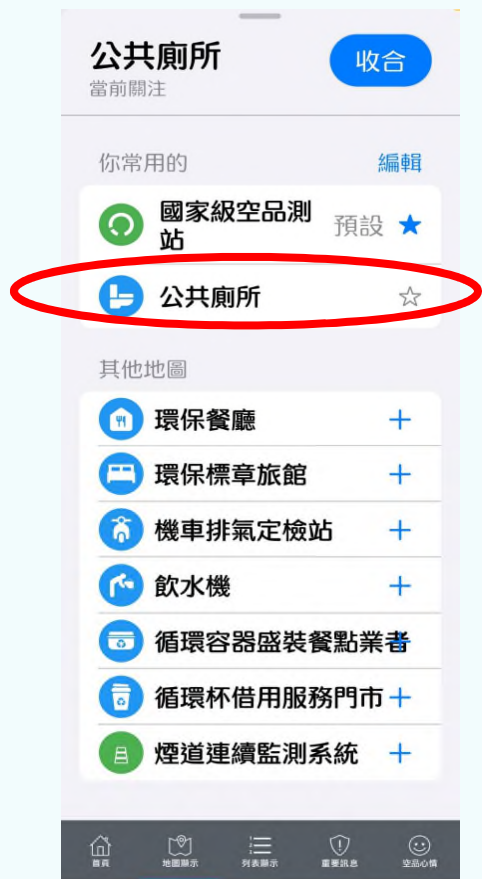 公共廁所
收合
當前關注
你常用的
編輯
國家級空品測
站
預設
公共廁所
其他地圖
環保餐廳
環保標章旅館
機車排氣定檢站
飲水機
循環容器盛裝餐點業者
循環杯借用服務門市
煙道連續監測系統
首頁
地圖顯示
列表顯示
重要訊息
空品心情